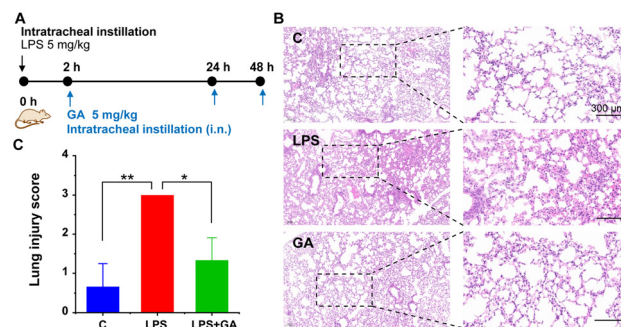 A
Intratracheal instillation
LPS 5 mg/kg
2 h
24 h
48 h
0 h
GA 5 mg/kg
Intratracheal instillation (i.n.)
B
C
300 µm
LPS
GA
C
Lung injury score
4
3
2
1
0
**
*
C
LPS
LPS+GA